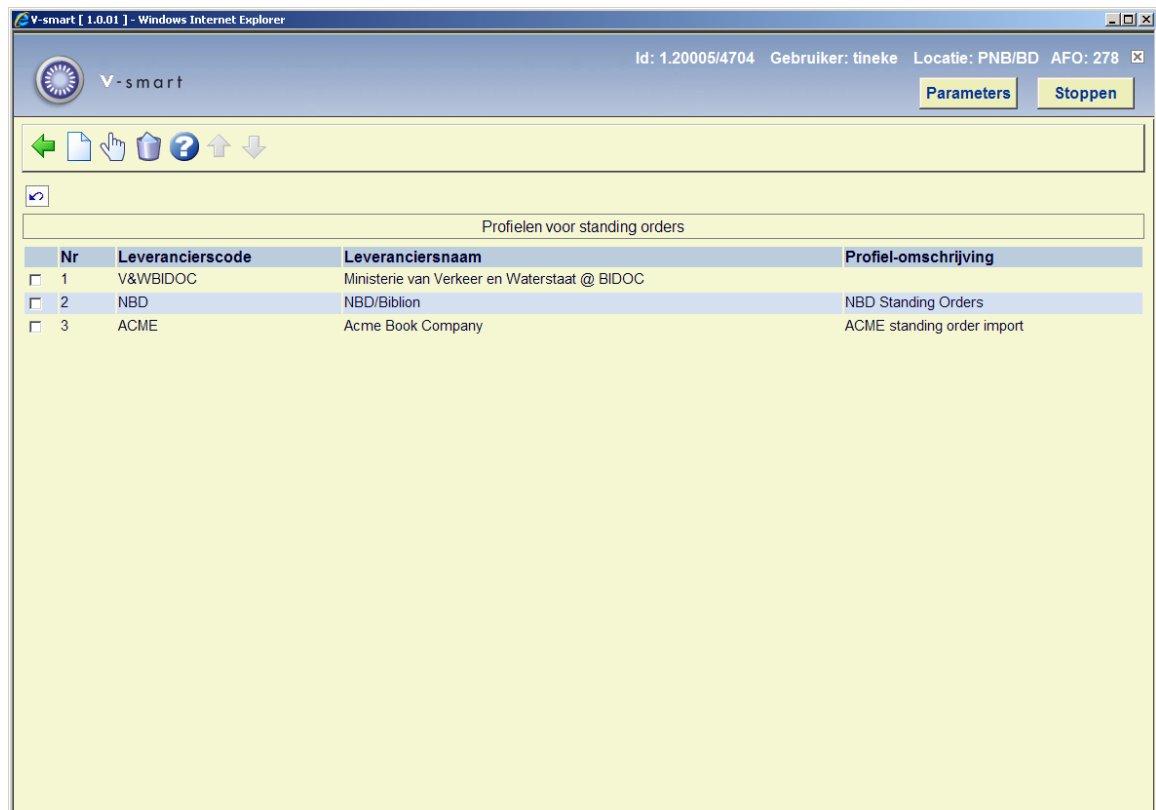 V-smart [ 1.0.01 ] - Windows Internet Explorer
Id: 1.20005/4704 Gebruiker: tineke Locatie: PNB/BD AFO: 278
V-smart
Parameters Stoppen
Profielen voor standing orders
Nr Leverancierscode Leveranciersnaam Profiel-omschrijving
1 V&WBIDOC Ministerie van Verkeer en Waterstaat @ BIDOC
2 NBD NBD/Biblion NBD Standing Orders
3 ACME Acme Book Company ACME standing order import